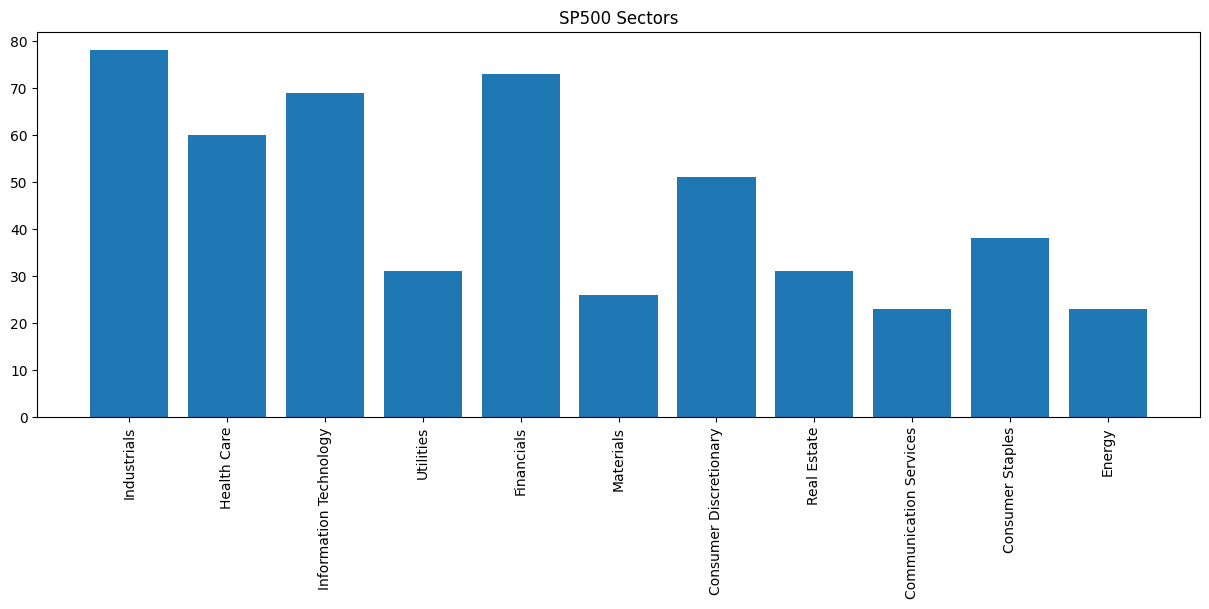 SP500 Sectors
80
70
60
50
40
30
20
10
0
Industrials
Health Care
Information Technology
Utilities
Financials
Materials
Consumer Discretionary
Real Estate
Communication Services
Consumer Staples
Energy